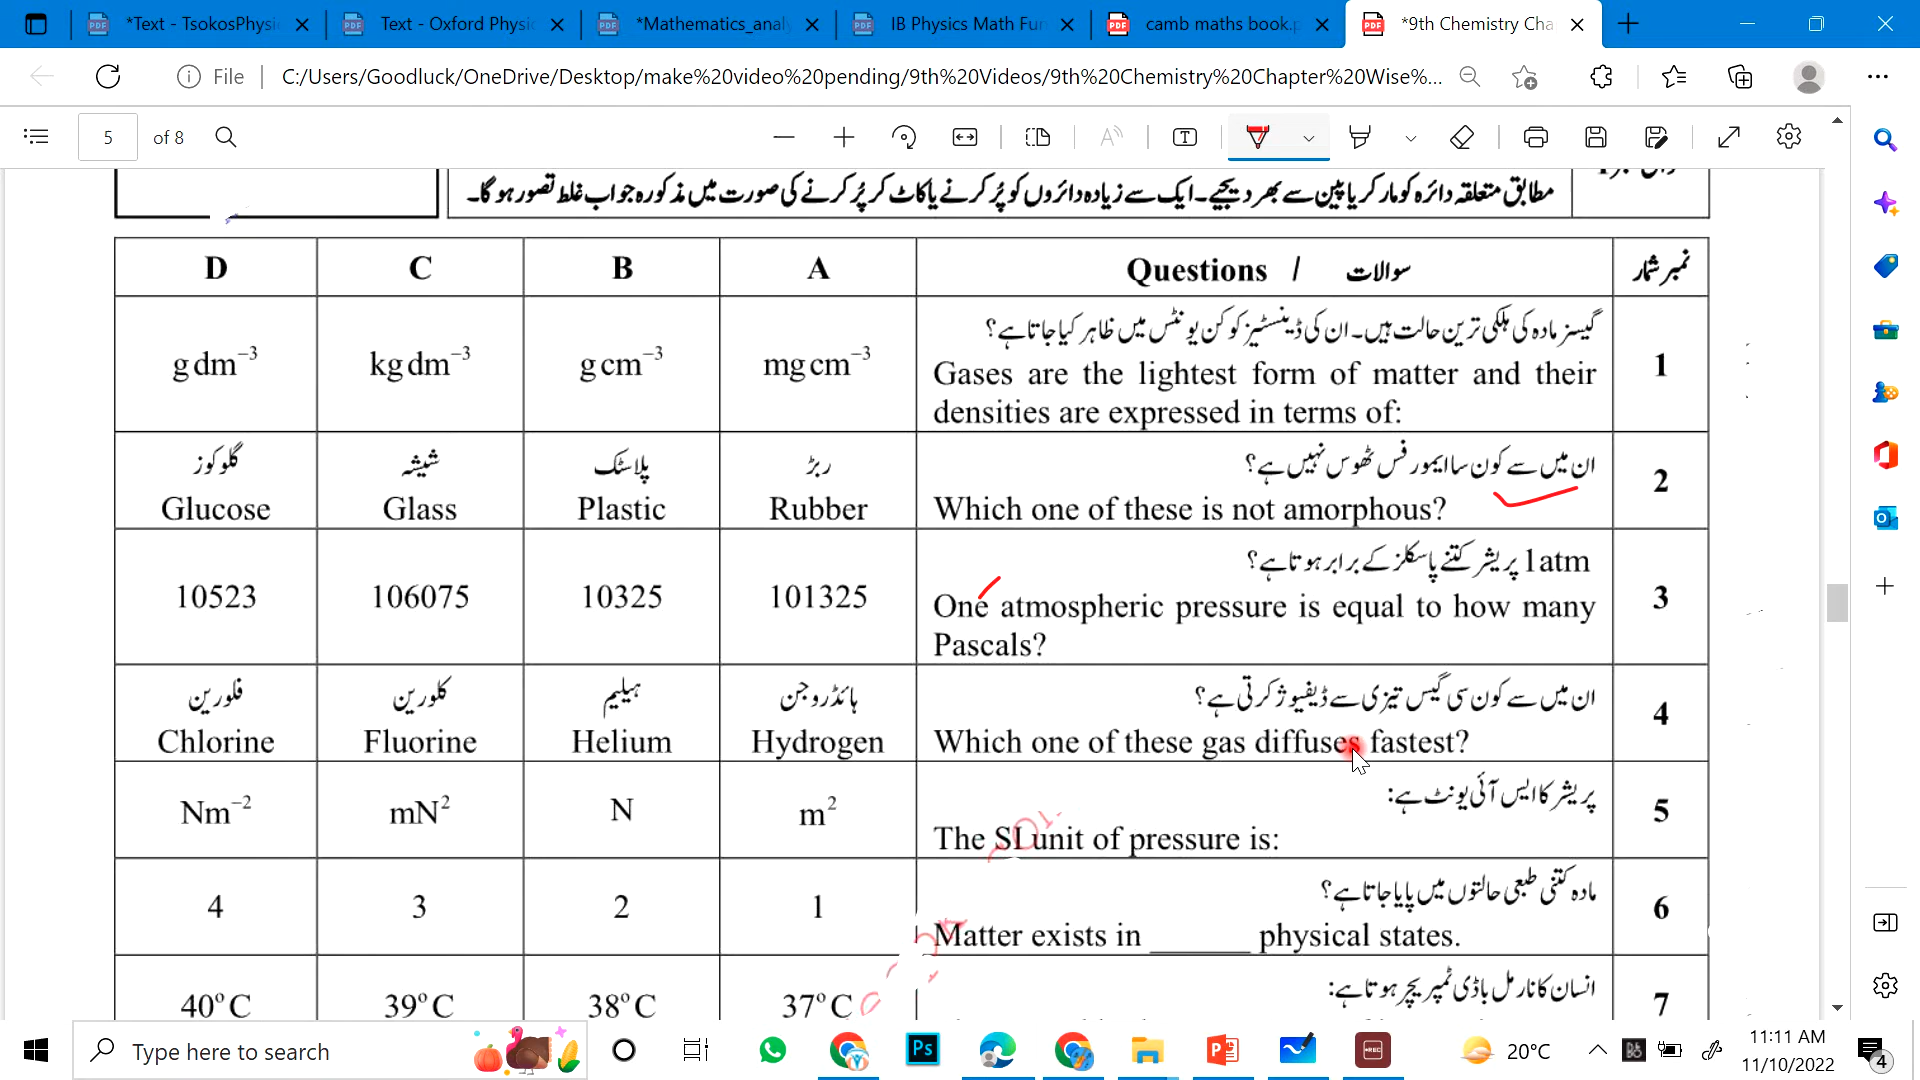 *Text - TsokosPhysi
Text - Oxford Physic
*Mathematics_analy
IB Physics Math Fun
camb maths book.p
*9th Chemistry Cha
File
C:/Users/Goodluck/OneDrive/Desktop/make%20video%20pending/9th%20Videos/9th%20Chemistry%20Chapter%20Wise%...
5 of 8
مطابق متعلقہ دائرہ کو مارکر یا پین سے بھر دیجیے۔ ایک سے زیادہ دائروں کو پُر کرنے یا کاٹ کر پُر کرنے کی صورت میں مذکورہ جواب غلط تصور ہو گا۔
D C B A Questions / سوالات نمبر شمار
گیسز مادہ کی ہلکی ترین حالت ہیں۔ ان کی ڈینسٹیز کو کن یونٹس میں ظاہر کیا جاتا ہے؟
g dm⁻³ kg dm⁻³ g cm⁻³ mg cm⁻³ Gases are the lightest form of matter and their 1
densities are expressed in terms of:
گلوکوز شیشہ پلاسٹک ربڑ ان میں سے کون سا ایمورفس ٹھوس نہیں ہے؟
Glucose Glass Plastic Rubber Which one of these is not amorphous? 2
1atm پریشر کتنے پاسکلز کے برابر ہوتا ہے؟
10523 106075 10325 101325 One atmospheric pressure is equal to how many 3
Pascals?
فلورین کلورین ہیلیم ہائڈروجن ان میں سے کون سی گیس تیزی سے ڈیفیوژ کرتی ہے؟
Chlorine Fluorine Helium Hydrogen Which one of these gas diffuses fastest? 4
پریشر کا ایس آئی یونٹ ہے:
Nm⁻² mN² N m² The SI unit of pressure is: 5
مادہ کتنی طبعی حالتوں میں پایا جاتا ہے؟
4 3 2 1 Matter exists in ______ physical states. 6
انسان کا نارمل باڈی ٹمپریچر ہوتا ہے:
40°C 39°C 38°C 37°C 7
Type here to search
20°C
11:11 AM
11/10/2022
4